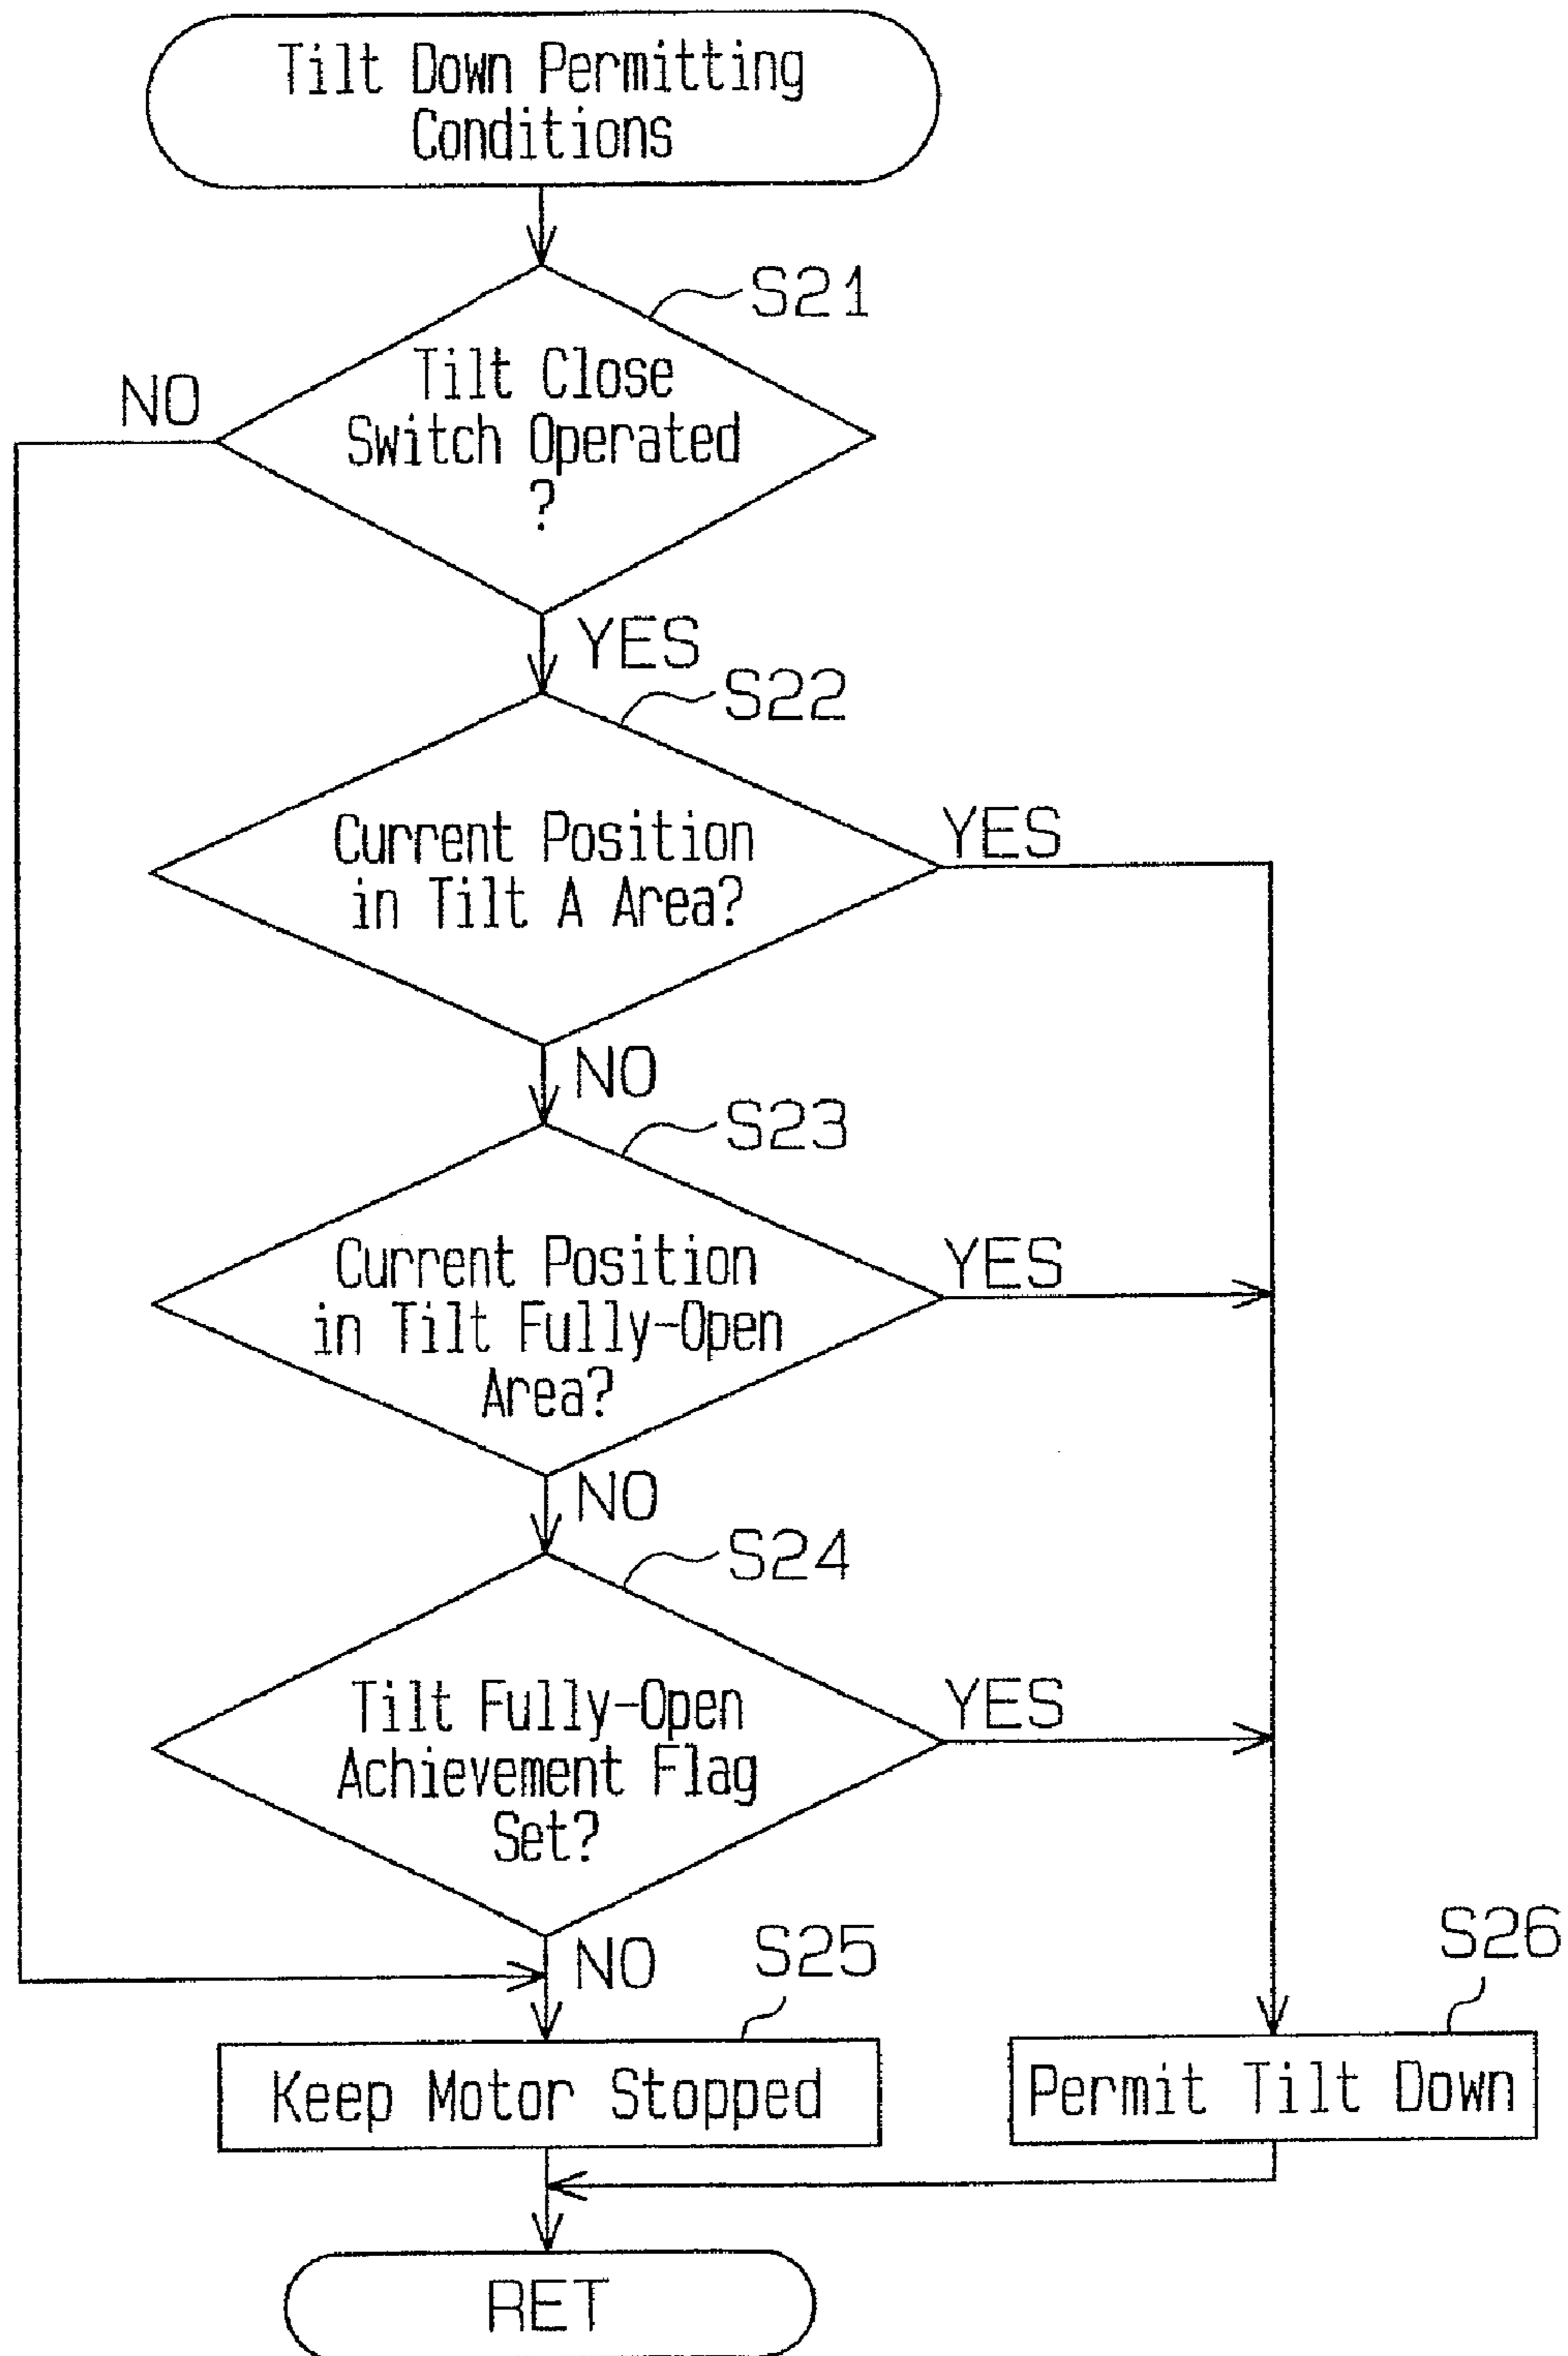 Tilt Down Permitting
Conditions
S21
Tilt Close
Switch Operated
?
NO
YES
S22
Current Position
in Tilt A Area?
YES
NO
S23
Current Position
in Tilt Fully-Open
Area?
YES
NO
S24
Tilt Fully-Open
Achievement Flag
Set?
YES
NO
S25
Keep Motor Stopped
S26
Permit Tilt Down
RET